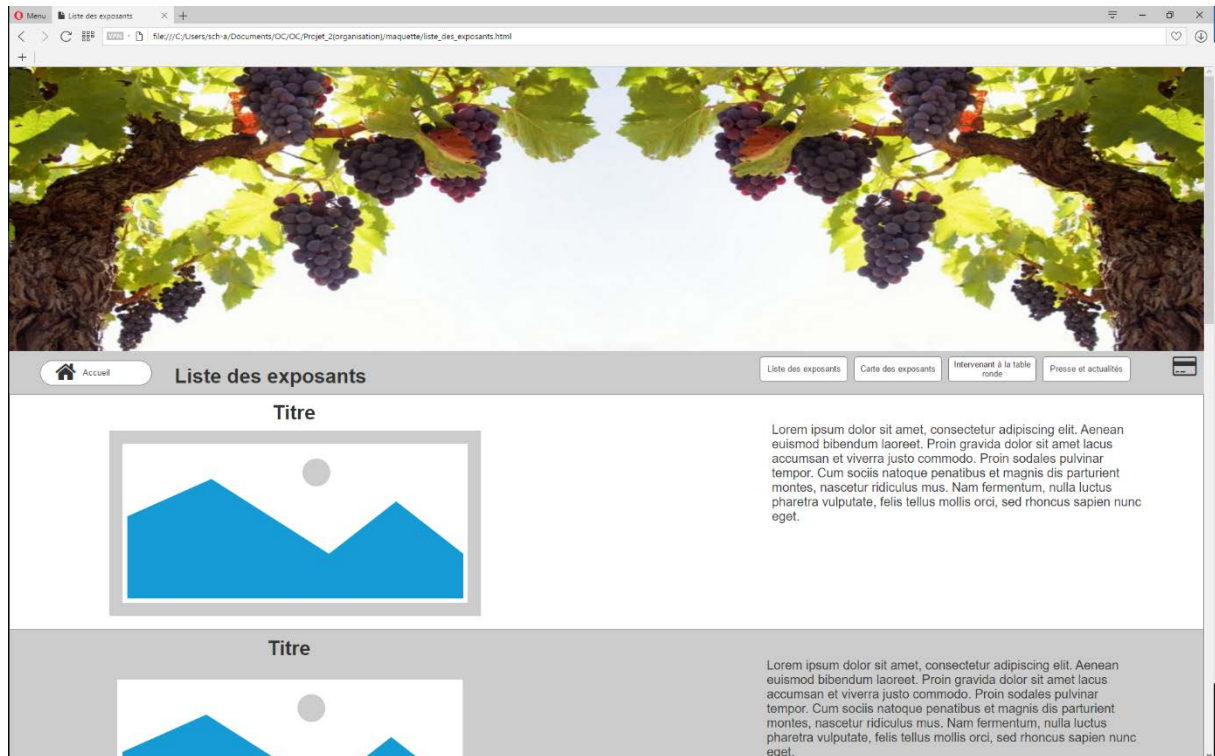 Menu
Liste des exposants
VPN
file:///C:/Users/sch-a/Documents/OC/OC/Projet_2(organisation)/maquette/liste_des_exposants.html
Accueil
Liste des exposants
Liste des exposants
Carte des exposants
Intervenant à la table
ronde
Presse et actualités
Titre
Lorem ipsum dolor sit amet, consectetur adipiscing elit. Aenean
euismod bibendum laoreet. Proin gravida dolor sit amet lacus
accumsan et viverra justo commodo. Proin sodales pulvinar
tempor. Cum sociis natoque penatibus et magnis dis parturient
montes, nascetur ridiculus mus. Nam fermentum, nulla luctus
pharetra vulputate, felis tellus mollis orci, sed rhoncus sapien nunc
eget.
Titre
Lorem ipsum dolor sit amet, consectetur adipiscing elit. Aenean
euismod bibendum laoreet. Proin gravida dolor sit amet lacus
accumsan et viverra justo commodo. Proin sodales pulvinar
tempor. Cum sociis natoque penatibus et magnis dis parturient
montes, nascetur ridiculus mus. Nam fermentum, nulla luctus
pharetra vulputate, felis tellus mollis orci, sed rhoncus sapien nunc
eget.